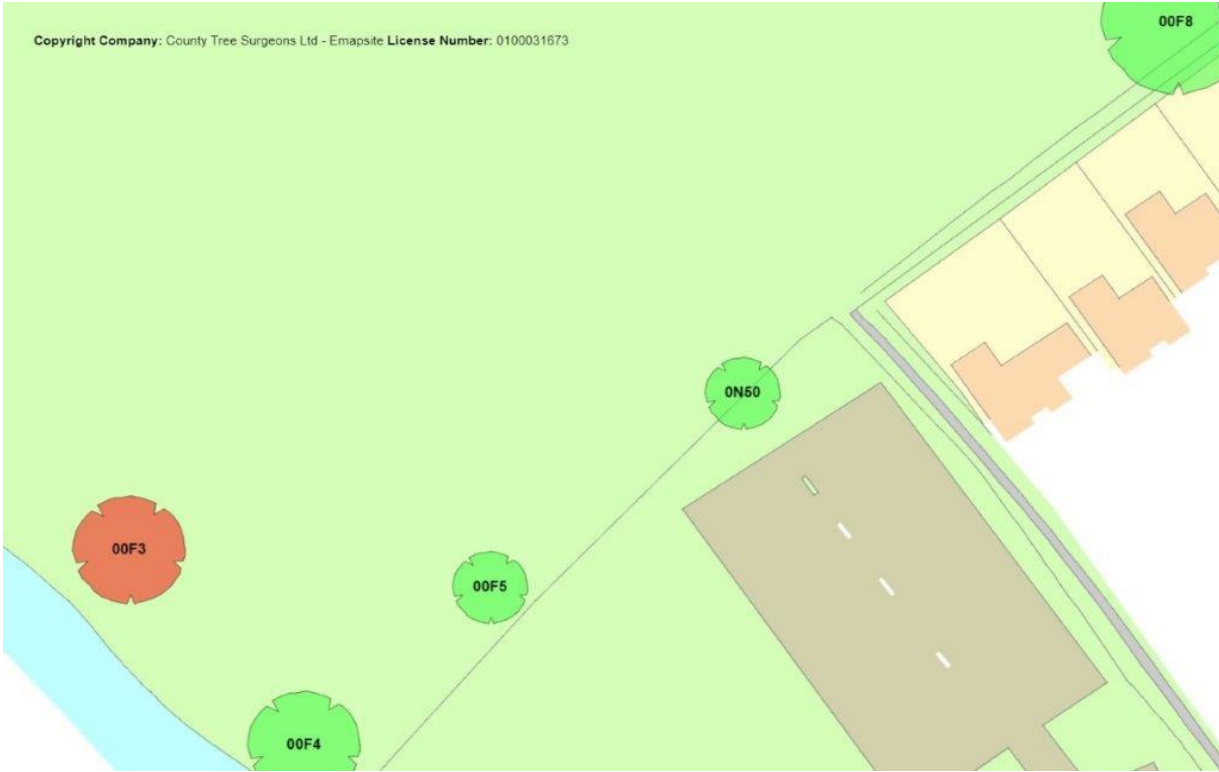 00F8
Copyright Company: County Tree Surgeons Ltd - Emapsite License Number: 0100031673
0N50
00F3
00F5
00F4